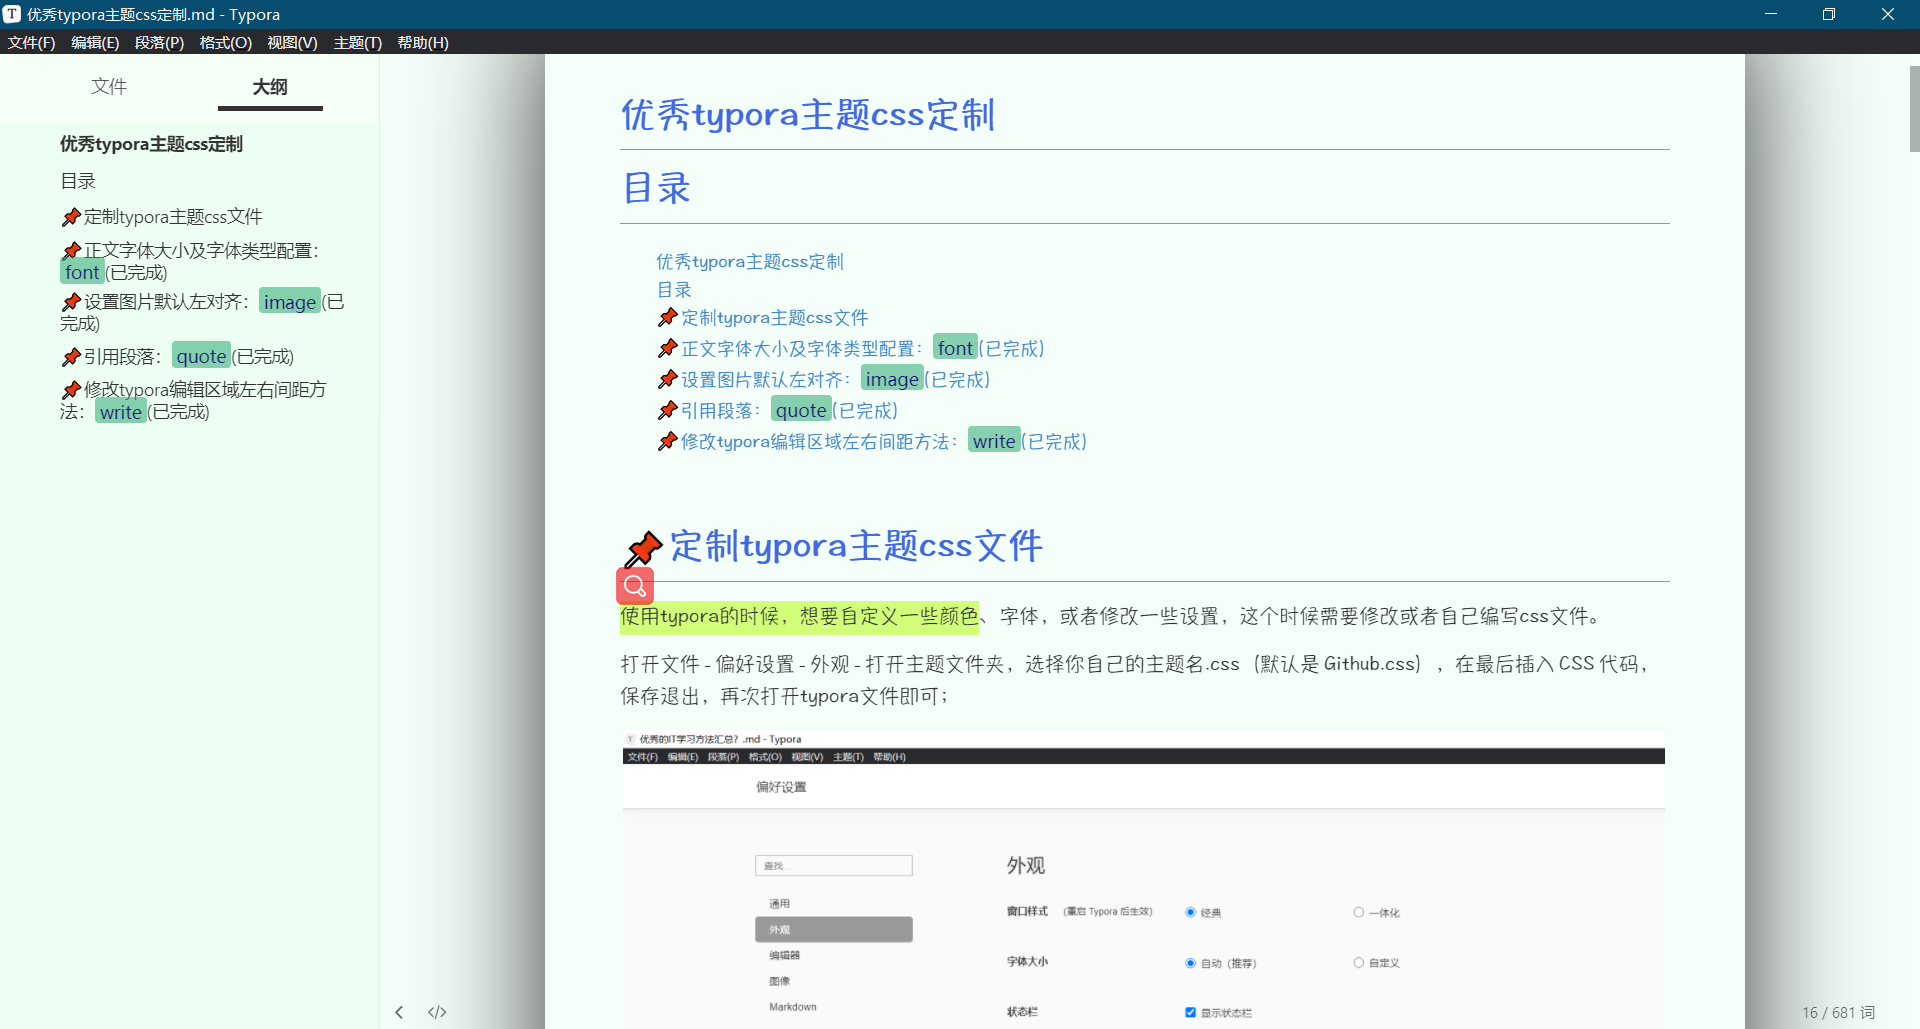 优秀typora主题css定制.md - Typora
文件(F) 编辑(E) 段落(P) 格式(O) 视图(V) 主题(T) 帮助(H)
文件 大纲
优秀typora主题css定制
目录
定制typora主题css文件
正文字体大小及字体类型配置：
font(已完成)
设置图片默认左对齐：image(已
完成)
引用段落：quote(已完成)
修改typora编辑区域左右间距方
法：write(已完成)
优秀typora主题css定制
目录
优秀typora主题css定制
目录
定制typora主题css文件
正文字体大小及字体类型配置：font(已完成)
设置图片默认左对齐：image(已完成)
引用段落：quote(已完成)
修改typora编辑区域左右间距方法：write(已完成)
定制typora主题css文件
使用typora的时候，想要自定义一些颜色、字体，或者修改一些设置，这个时候需要修改或者自己编写css文件。
打开文件 - 偏好设置 - 外观 - 打开主题文件夹，选择你自己的主题名.css（默认是 Github.css），在最后插入 CSS 代码，
保存退出，再次打开typora文件即可；
优秀的IT学习方法汇总？.md - Typora
文件(F) 编辑(E) 段落(P) 格式(O) 视图(V) 主题(T) 帮助(H)
偏好设置
查找...
通用
外观
编辑器
图像
Markdown
外观
窗口样式 (重启 Typora 后生效) 经典 一体化
字体大小 自动（推荐） 自定义
状态栏 显示状态栏
16 / 681 词